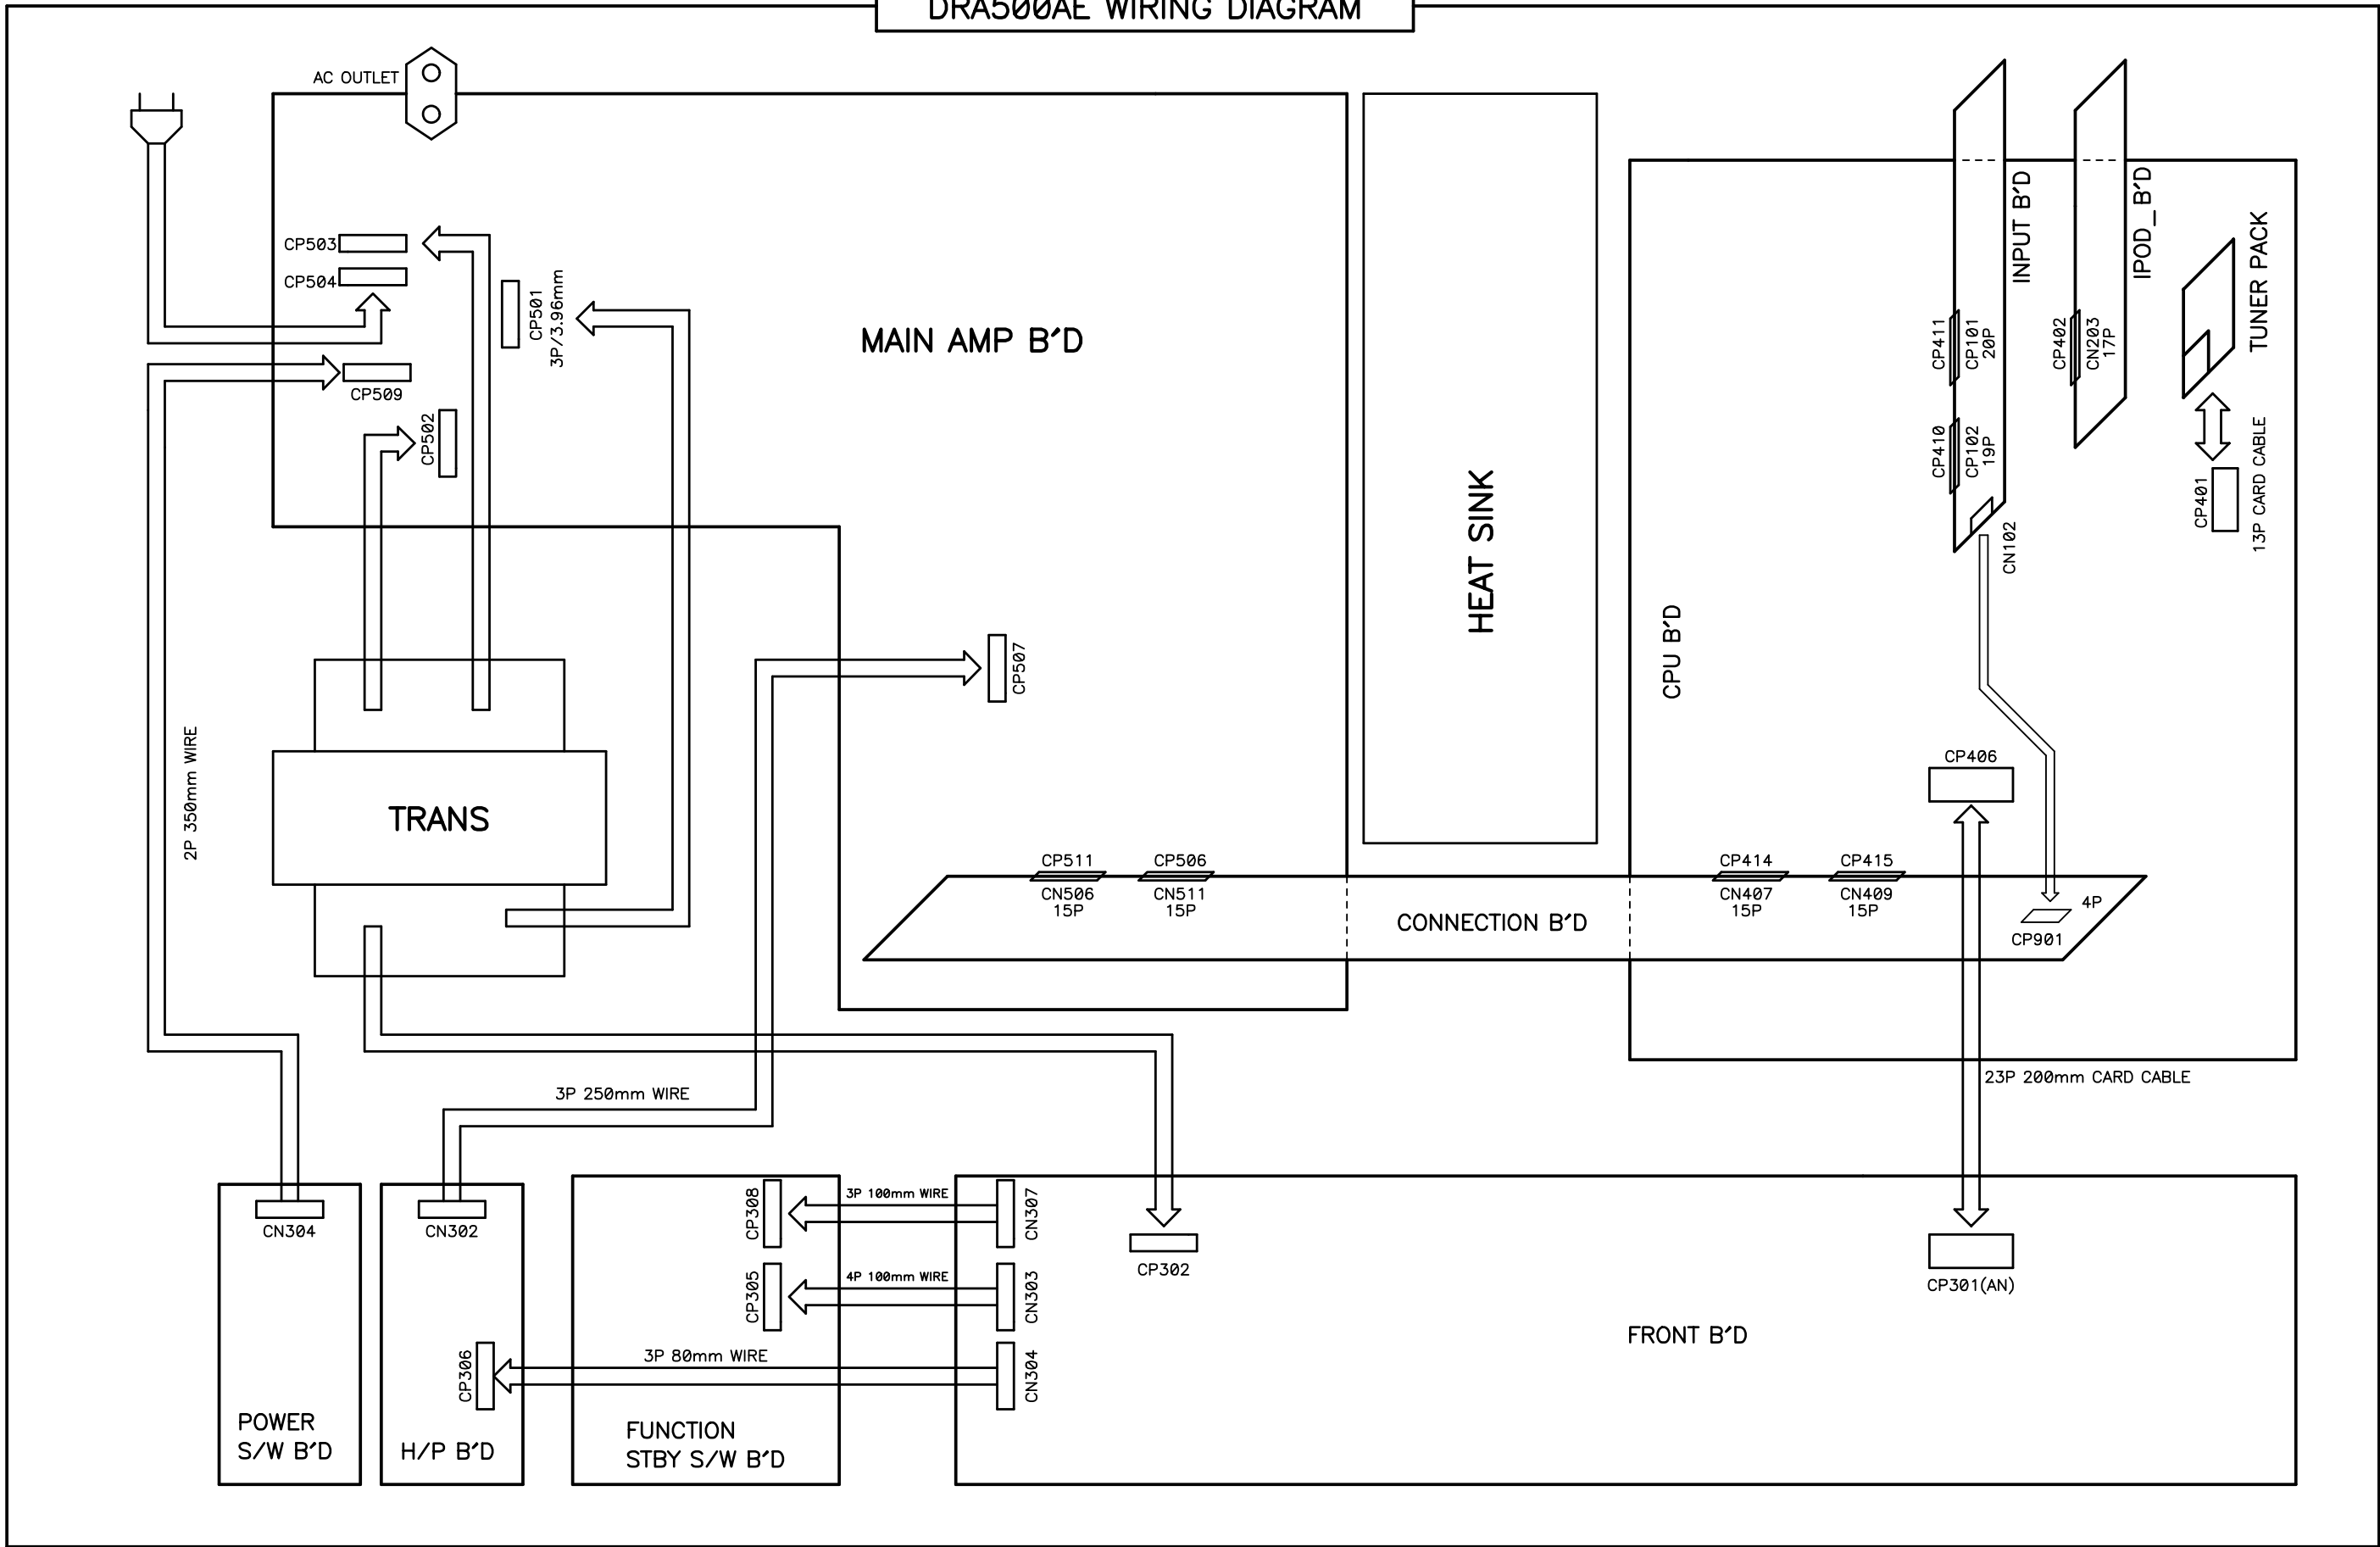 DRA500AE WIRING DIAGRAM
AC OUTLET
CP503
CP504
CP501
3P/3.96mm
CP509
CP502
MAIN AMP B'D
HEAT SINK
INPUT B'D
IPOD_B'D
TUNER PACK
CP411
CP101
20P
CP402
CN203
17P
CP410
CP102
19P
CP401
13P CARD CABLE
CN102
CPU B'D
CP507
2P 350mm WIRE
TRANS
CP406
CP511
CN506
15P
CP506
CN511
15P
CP414
CN407
15P
CP415
CN409
15P
CONNECTION B'D
4P
CP901
23P 200mm CARD CABLE
3P 250mm WIRE
CN304
CN302
CP308
3P 100mm WIRE
CN307
CP305
4P 100mm WIRE
CN303
CP302
CP301(AN)
CP306
3P 80mm WIRE
CN304
FRONT B'D
POWER
S/W B'D
H/P B'D
FUNCTION
STBY S/W B'D